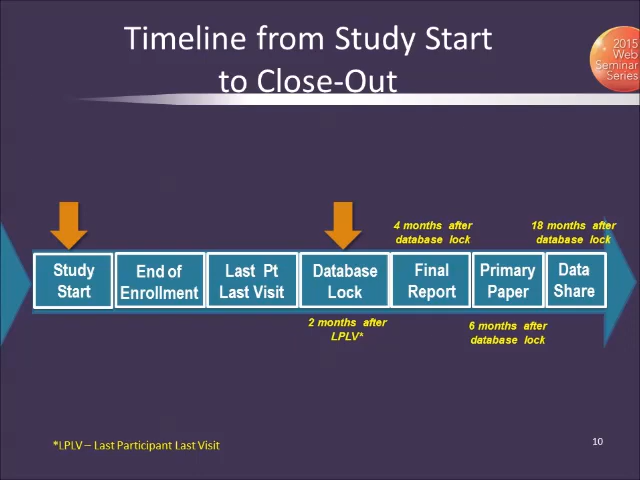 Timeline from Study Start
to Close-Out
2015
Web
Seminar
Series
4 months after
database lock
18 months after
database lock
Study
Start
End of
Enrollment
Last Pt
Last Visit
Database
Lock
Final
Report
Primary
Paper
Data
Share
2 months after
LPLV*
6 months after
database lock
*LPLV – Last Participant Last Visit
10